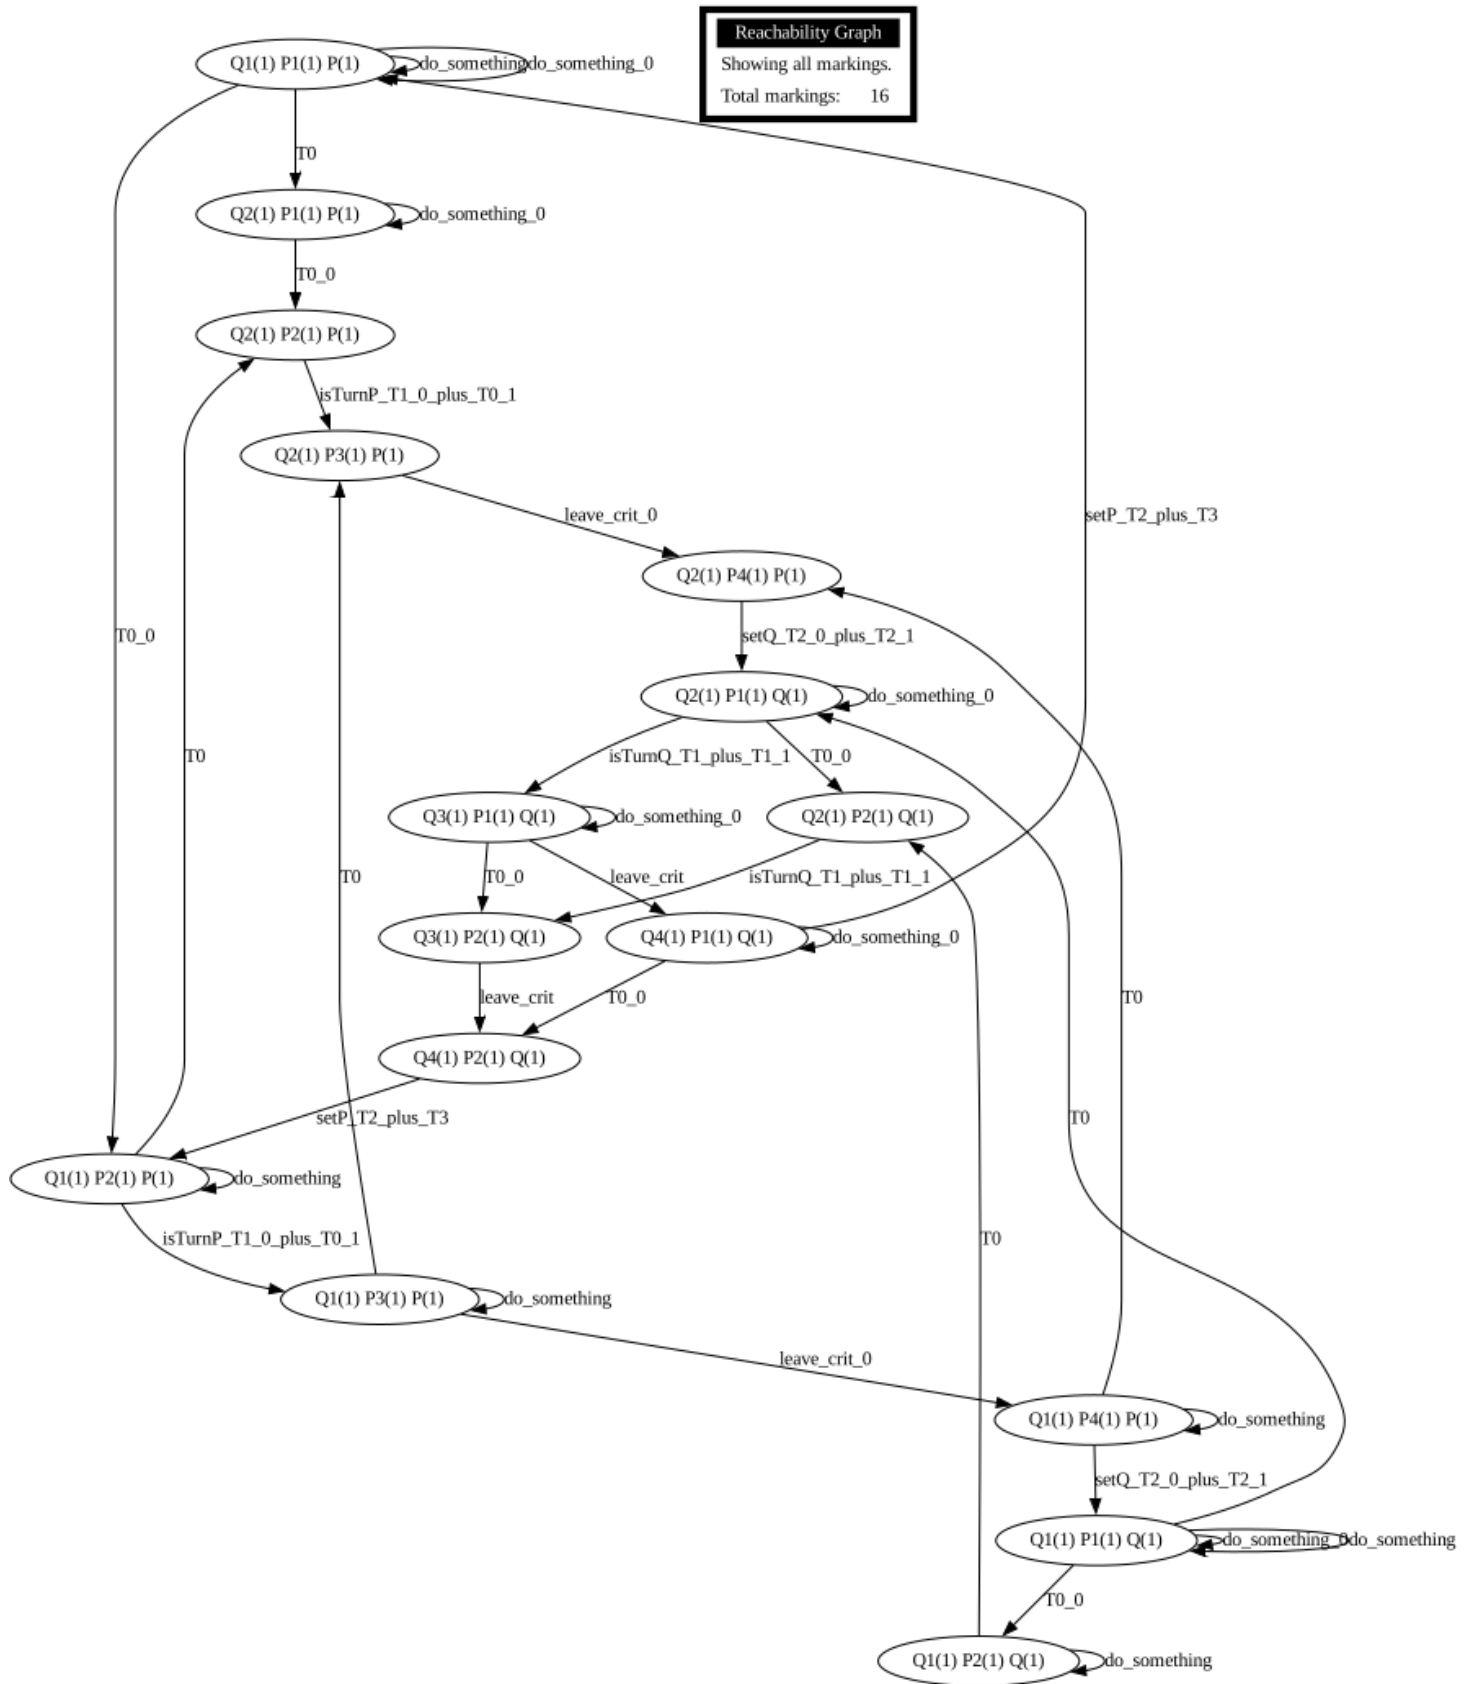 Reachability Graph
Showing all markings.
Total markings: 16
Q1(1) P1(1) P(1)
do_something
do_something_0
T0
Q2(1) P1(1) P(1)
do_something_0
T0_0
Q2(1) P2(1) P(1)
isTurnP_T1_0_plus_T0_1
Q2(1) P3(1) P(1)
leave_crit_0
setP_T2_plus_T3
Q2(1) P4(1) P(1)
T0_0
setQ_T2_0_plus_T2_1
Q2(1) P1(1) Q(1)
do_something_0
T0
isTurnQ_T1_plus_T1_1
T0_0
Q3(1) P1(1) Q(1)
do_something_0
Q2(1) P2(1) Q(1)
T0
T0_0
leave_crit
isTurnQ_T1_plus_T1_1
Q3(1) P2(1) Q(1)
Q4(1) P1(1) Q(1)
do_something_0
leave_crit
T0_0
T0
Q4(1) P2(1) Q(1)
setP_T2_plus_T3
T0
Q1(1) P2(1) P(1)
do_something
isTurnP_T1_0_plus_T0_1
T0
Q1(1) P3(1) P(1)
do_something
leave_crit_0
Q1(1) P4(1) P(1)
do_something
setQ_T2_0_plus_T2_1
Q1(1) P1(1) Q(1)
do_something_0
do_something
T0_0
Q1(1) P2(1) Q(1)
do_something